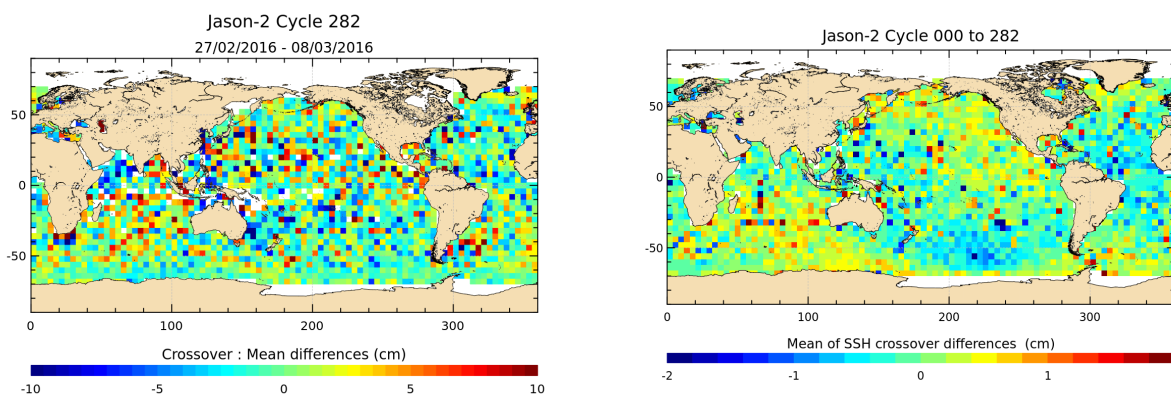 Jason-2 Cycle 282
27/02/2016 - 08/03/2016
50
0
-50
0 100 200 300
Crossover : Mean differences (cm)
-10 -5 0 5 10
Jason-2 Cycle 000 to 282
50
0
-50
0 100 200 300
Mean of SSH crossover differences (cm)
-2 -1 0 1